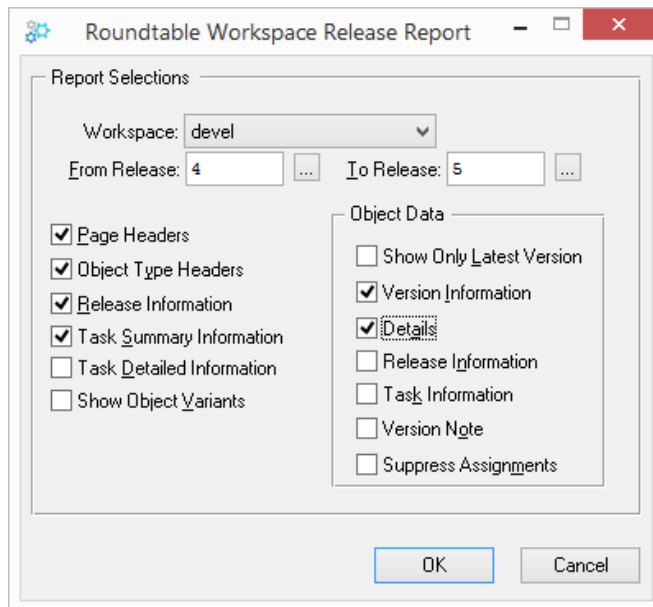 Roundtable Workspace Release Report
Report Selections
Workspace: devel
From Release: 4 ... To Release: 5 ...
Page Headers
Object Type Headers
Release Information
Task Summary Information
Task Detailed Information
Show Object Variants
Object Data
Show Only Latest Version
Version Information
Details
Release Information
Task Information
Version Note
Suppress Assignments
OK Cancel